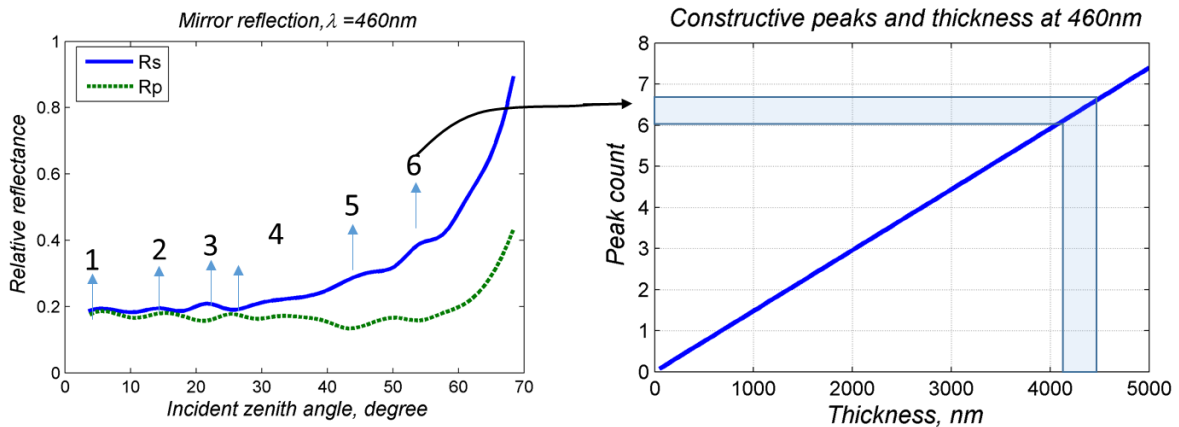 Mirror reflection, λ =460nm
Relative reflectance
1
0.8
0.6
0.4
0.2
0
Rs
Rp
1
2
3
4
5
6
0 10 20 30 40 50 60 70
Incident zenith angle, degree
Constructive peaks and thickness at 460nm
Peak count
8
7
6
5
4
3
2
1
0
0 1000 2000 3000 4000 5000
Thickness, nm